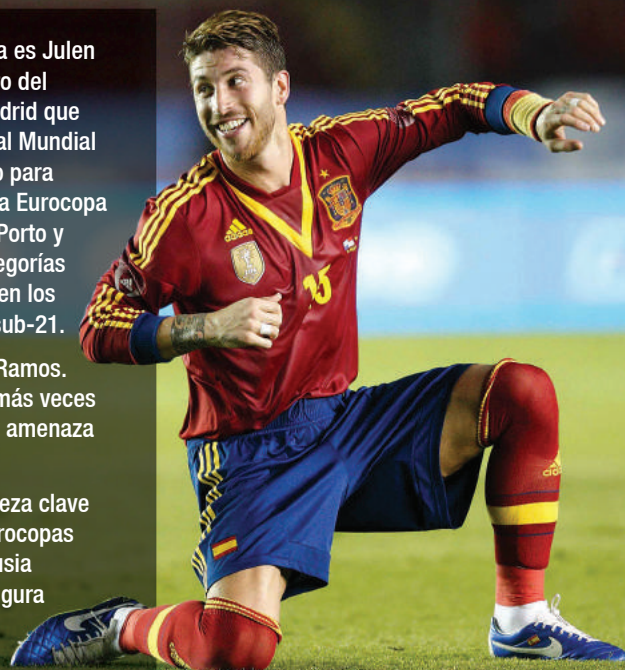 a es Julen
o del
drid que
al Mundial
o para
a Eurocopa
Porto y
egorías
en los
sub-21.
Ramos.
más veces
amenaza
eza clave
rocopas
usia
gura
adidas
15